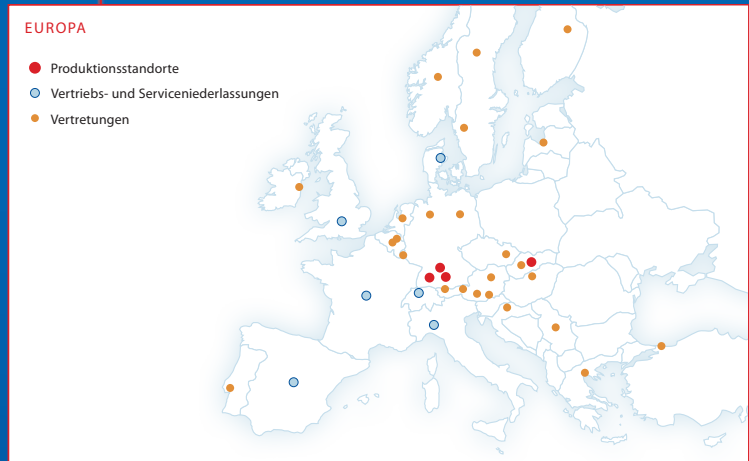 EUROPA
Produktionsstandorte
Vertriebs- und Serviceniederlassungen
Vertretungen